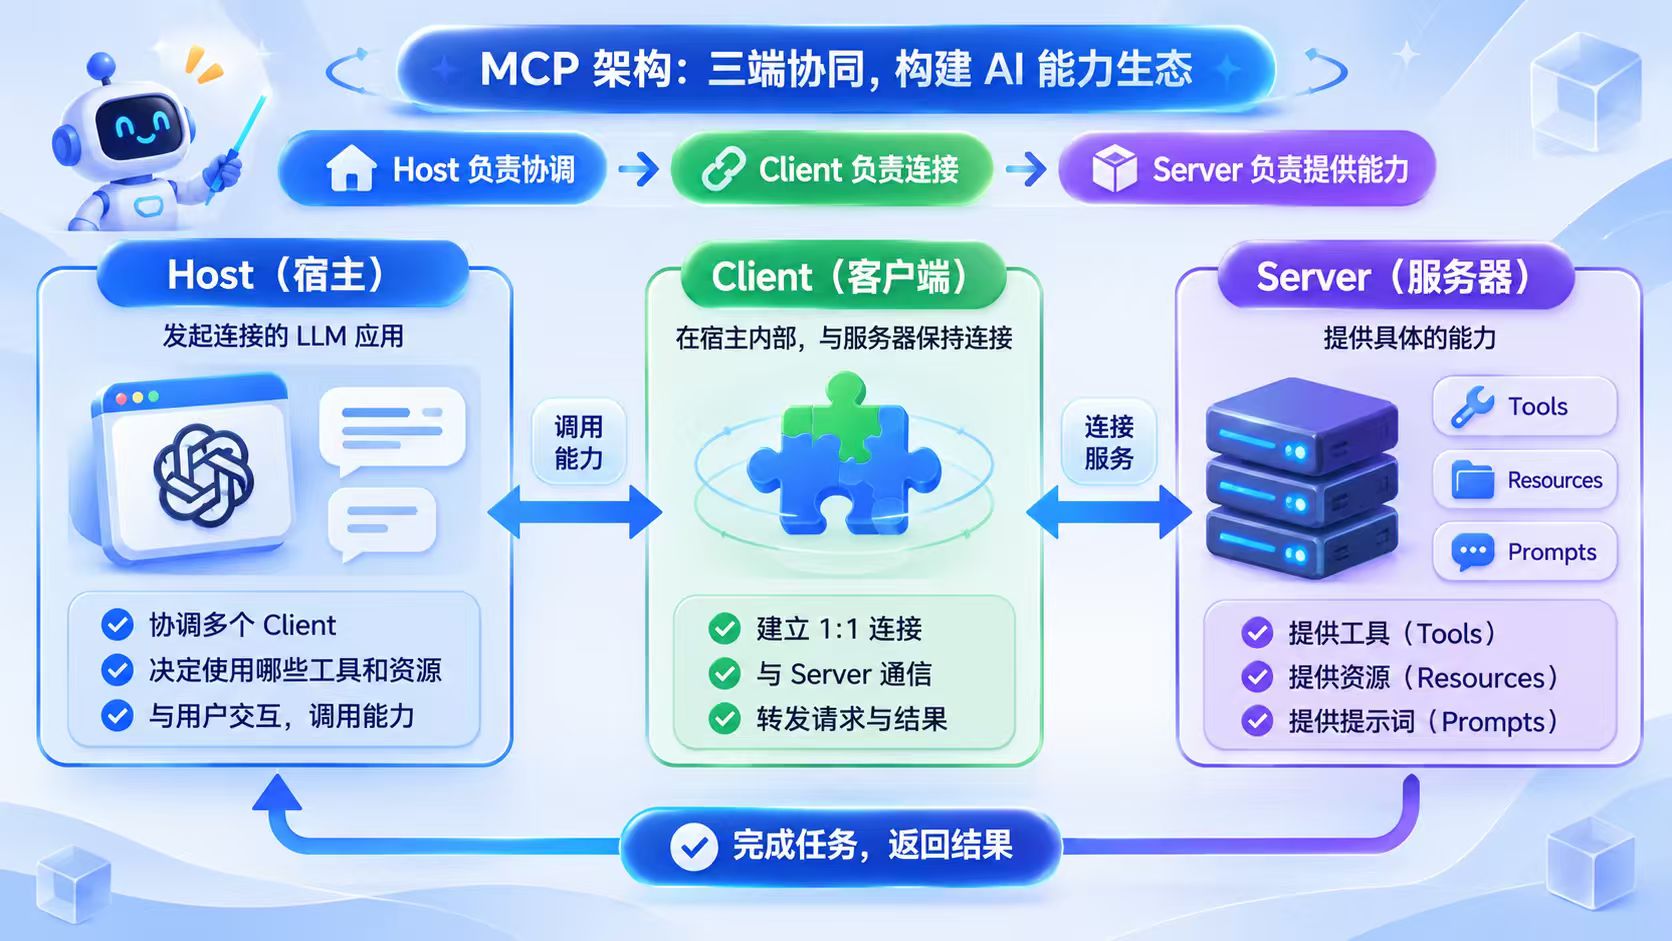 MCP 架构：三端协同，构建 AI 能力生态
Host 负责协调
Client 负责连接
Server 负责提供能力
Host（宿主）
发起连接的 LLM 应用
协调多个 Client
决定使用哪些工具和资源
与用户交互，调用能力
调用
能力
Client（客户端）
在宿主内部，与服务器保持连接
建立 1:1 连接
与 Server 通信
转发请求与结果
连接
服务
Server（服务器）
提供具体的能力
Tools
Resources
Prompts
提供工具（Tools）
提供资源（Resources）
提供提示词（Prompts）
完成任务，返回结果